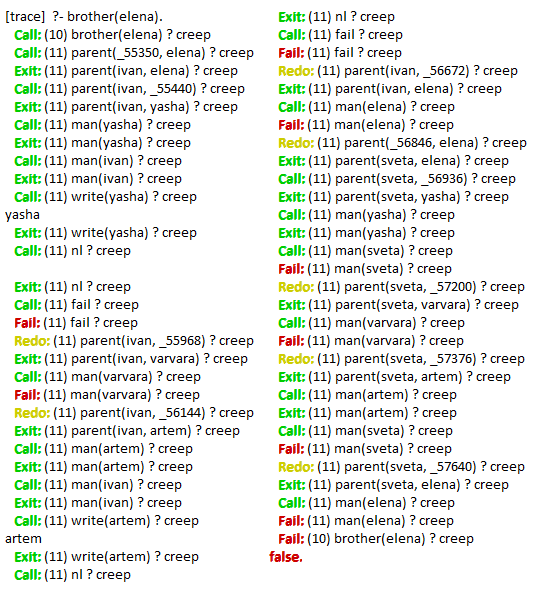 [trace]  ?- brother(elena).
Call: (10) brother(elena) ? creep
Call: (11) parent(_55350, elena) ? creep
Exit: (11) parent(ivan, elena) ? creep
Call: (11) parent(ivan, _55440) ? creep
Exit: (11) parent(ivan, yasha) ? creep
Call: (11) man(yasha) ? creep
Exit: (11) man(yasha) ? creep
Call: (11) man(ivan) ? creep
Exit: (11) man(ivan) ? creep
Call: (11) write(yasha) ? creep
yasha
Exit: (11) write(yasha) ? creep
Call: (11) nl ? creep
Exit: (11) nl ? creep
Call: (11) fail ? creep
Fail: (11) fail ? creep
Redo: (11) parent(ivan, _55968) ? creep
Exit: (11) parent(ivan, varvara) ? creep
Call: (11) man(varvara) ? creep
Fail: (11) man(varvara) ? creep
Redo: (11) parent(ivan, _56144) ? creep
Exit: (11) parent(ivan, artem) ? creep
Call: (11) man(artem) ? creep
Exit: (11) man(artem) ? creep
Call: (11) man(ivan) ? creep
Exit: (11) man(ivan) ? creep
Call: (11) write(artem) ? creep
artem
Exit: (11) write(artem) ? creep
Call: (11) nl ? creep
Exit: (11) nl ? creep
Call: (11) fail ? creep
Fail: (11) fail ? creep
Redo: (11) parent(ivan, _56672) ? creep
Exit: (11) parent(ivan, elena) ? creep
Call: (11) man(elena) ? creep
Fail: (11) man(elena) ? creep
Redo: (11) parent(_56846, elena) ? creep
Exit: (11) parent(sveta, elena) ? creep
Call: (11) parent(sveta, _56936) ? creep
Exit: (11) parent(sveta, yasha) ? creep
Call: (11) man(yasha) ? creep
Exit: (11) man(yasha) ? creep
Call: (11) man(sveta) ? creep
Fail: (11) man(sveta) ? creep
Redo: (11) parent(sveta, _57200) ? creep
Exit: (11) parent(sveta, varvara) ? creep
Call: (11) man(varvara) ? creep
Fail: (11) man(varvara) ? creep
Redo: (11) parent(sveta, _57376) ? creep
Exit: (11) parent(sveta, artem) ? creep
Call: (11) man(artem) ? creep
Exit: (11) man(artem) ? creep
Call: (11) man(sveta) ? creep
Fail: (11) man(sveta) ? creep
Redo: (11) parent(sveta, _57640) ? creep
Exit: (11) parent(sveta, elena) ? creep
Call: (11) man(elena) ? creep
Fail: (11) man(elena) ? creep
Fail: (10) brother(elena) ? creep
false.